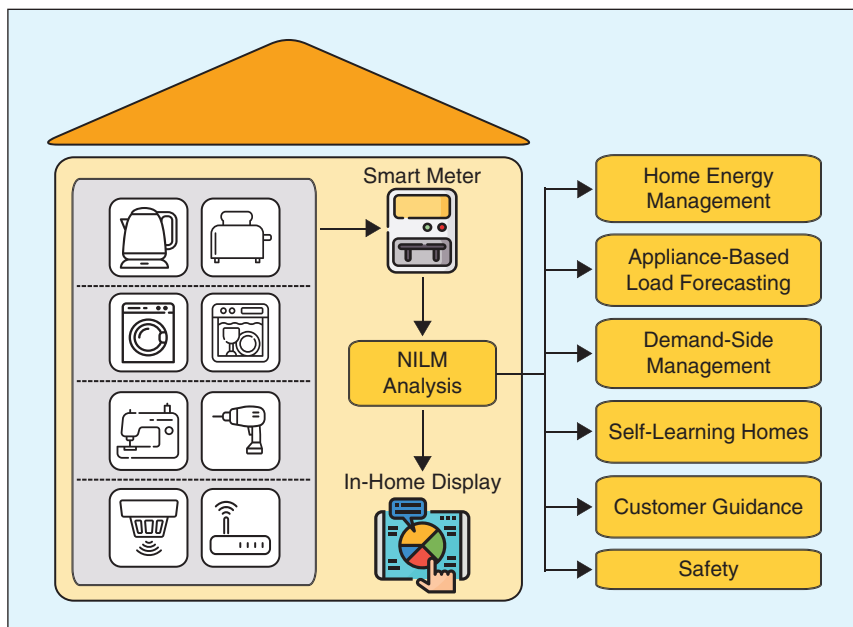 Smart Meter
NILM
Analysis
In-Home Display
Home Energy
Management
Appliance-Based
Load Forecasting
Demand-Side
Management
Self-Learning Homes
Customer Guidance
Safety